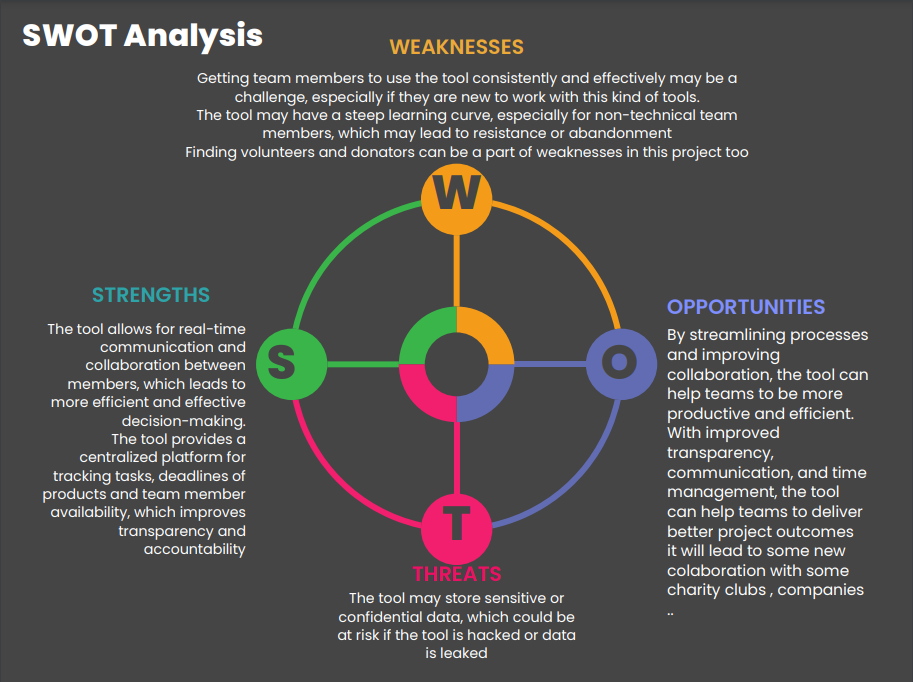 SWOT Analysis
WEAKNESSES
Getting team members to use the tool consistently and effectively may be a
challenge, especially if they are new to work with this kind of tools.
The tool may have a steep learning curve, especially for non-technical team
members, which may lead to resistance or abandonment
Finding volunteers and donators can be a part of weaknesses in this project too
W
STRENGTHS
The tool allows for real-time
communication and
collaboration between
members, which leads to
more efficient and effective
decision-making.
The tool provides a
centralized platform for
tracking tasks, deadlines of
products and team member
availability, which improves
transparency and
accountability
S
O
OPPORTUNITIES
By streamlining processes
and improving
collaboration, the tool can
help teams to be more
productive and efficient.
With improved
transparency,
communication, and time
management, the tool
can help teams to deliver
better project outcomes
it will lead to some new
colaboration with some
charity clubs , companies
..
T
THREATS
The tool may store sensitive or
confidential data, which could be
at risk if the tool is hacked or data
is leaked